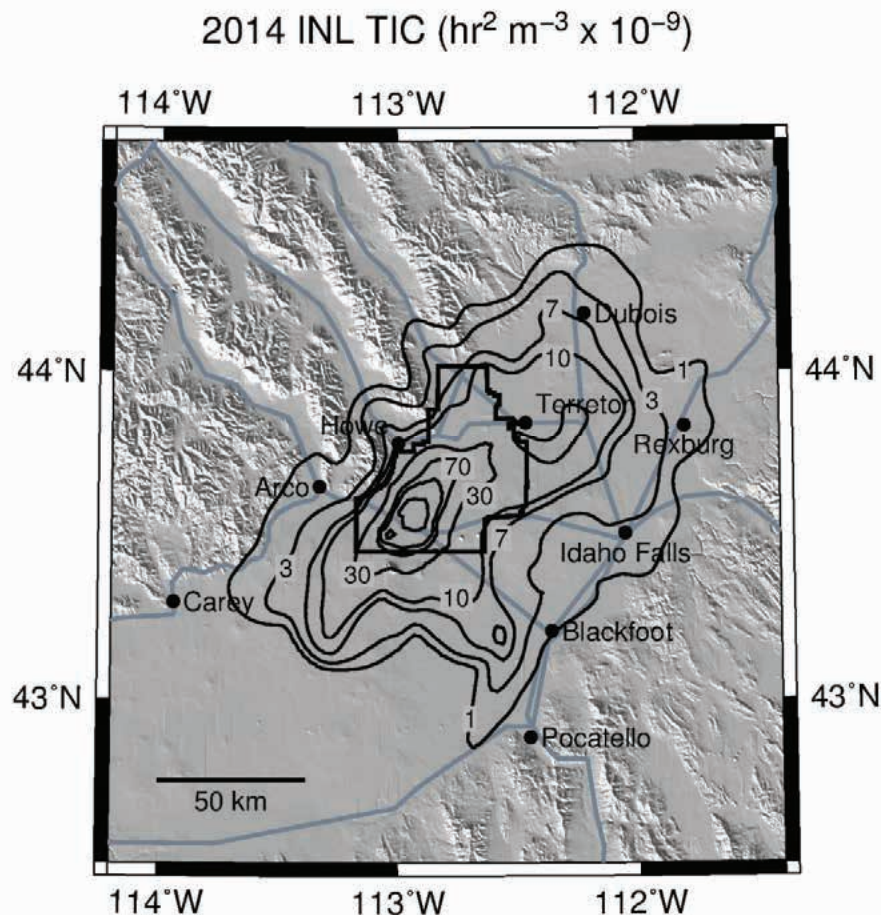 2014 INL TIC (hr² m⁻³ x 10⁻⁹)
114˚W 113˚W 112˚W
7 Dubois
10
44˚N 1 44˚N
Terreton 3
Howe Rexburg
70
Arco 30
7 Idaho Falls
3 30
Carey 10
Blackfoot
43˚N 43˚N
1
Pocatello
50 km
114˚W 113˚W 112˚W